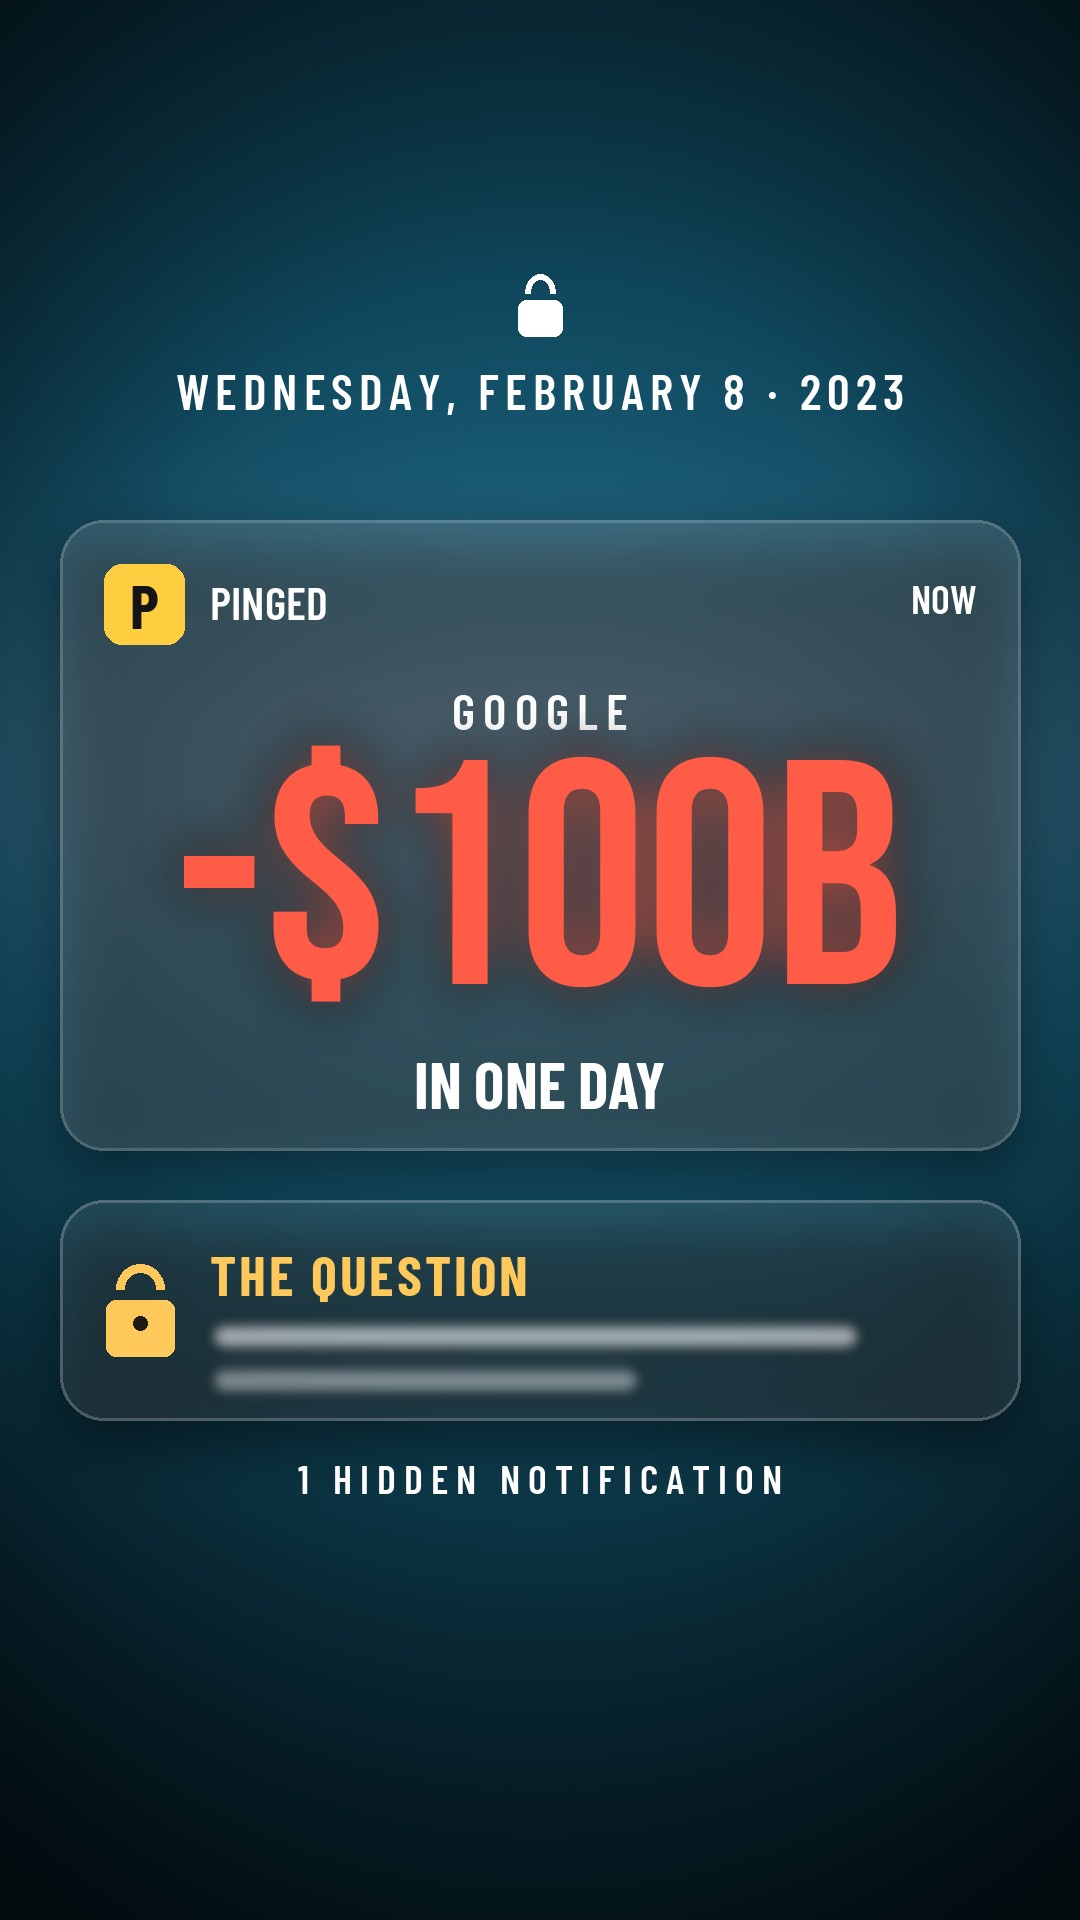 WEDNESDAY, FEBRUARY 8 · 2023
P PINGED NOW
GOOGLE
-$100B
IN ONE DAY
THE QUESTION
1 HIDDEN NOTIFICATION